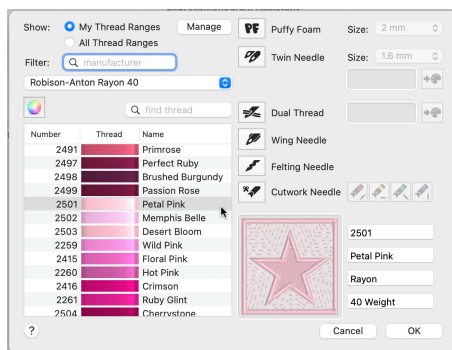 Show: My Thread Ranges Manage
All Thread Ranges
Filter: manufacturer
Robison-Anton Rayon 40
find thread
Number Thread Name
2491 Primrose
2497 Perfect Ruby
2498 Brushed Burgundy
2499 Passion Rose
2501 Petal Pink
2502 Memphis Belle
2503 Desert Bloom
2259 Wild Pink
2415 Floral Pink
2260 Hot Pink
2416 Crimson
2261 Ruby Glint
2504 Cherrystone
PF Puffy Foam Size: 2 mm
Twin Needle Size: 1.6 mm
Dual Thread
Wing Needle
Felting Needle
Cutwork Needle
2501
Petal Pink
Rayon
40 Weight
? Cancel OK